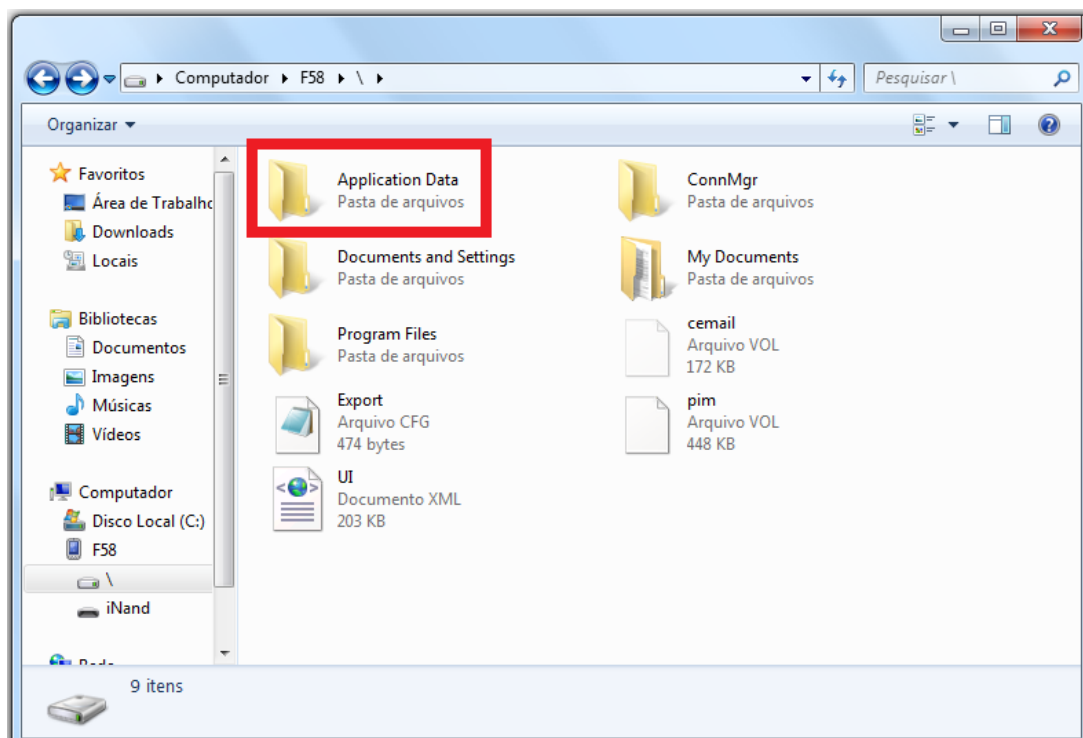 Computador F58 \
Pesquisar \
Organizar
Favoritos
Área de Trabalho
Downloads
Locais
Bibliotecas
Documentos
Imagens
Músicas
Vídeos
Computador
Disco Local (C:)
F58
\
iNand
Application Data
Pasta de arquivos
ConnMgr
Pasta de arquivos
Documents and Settings
Pasta de arquivos
My Documents
Pasta de arquivos
Program Files
Pasta de arquivos
cemail
Arquivo VOL
172 KB
Export
Arquivo CFG
474 bytes
pim
Arquivo VOL
448 KB
UI
Documento XML
203 KB
9 itens